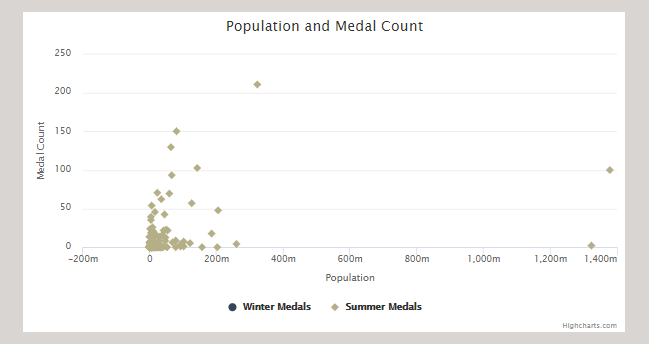 Population and Medal Count
Medal Count
250
200
150
100
50
0
-200m 0 200m 400m 600m 800m 1,000m 1,200m 1,400m
Population
Winter Medals Summer Medals
Highcharts.com